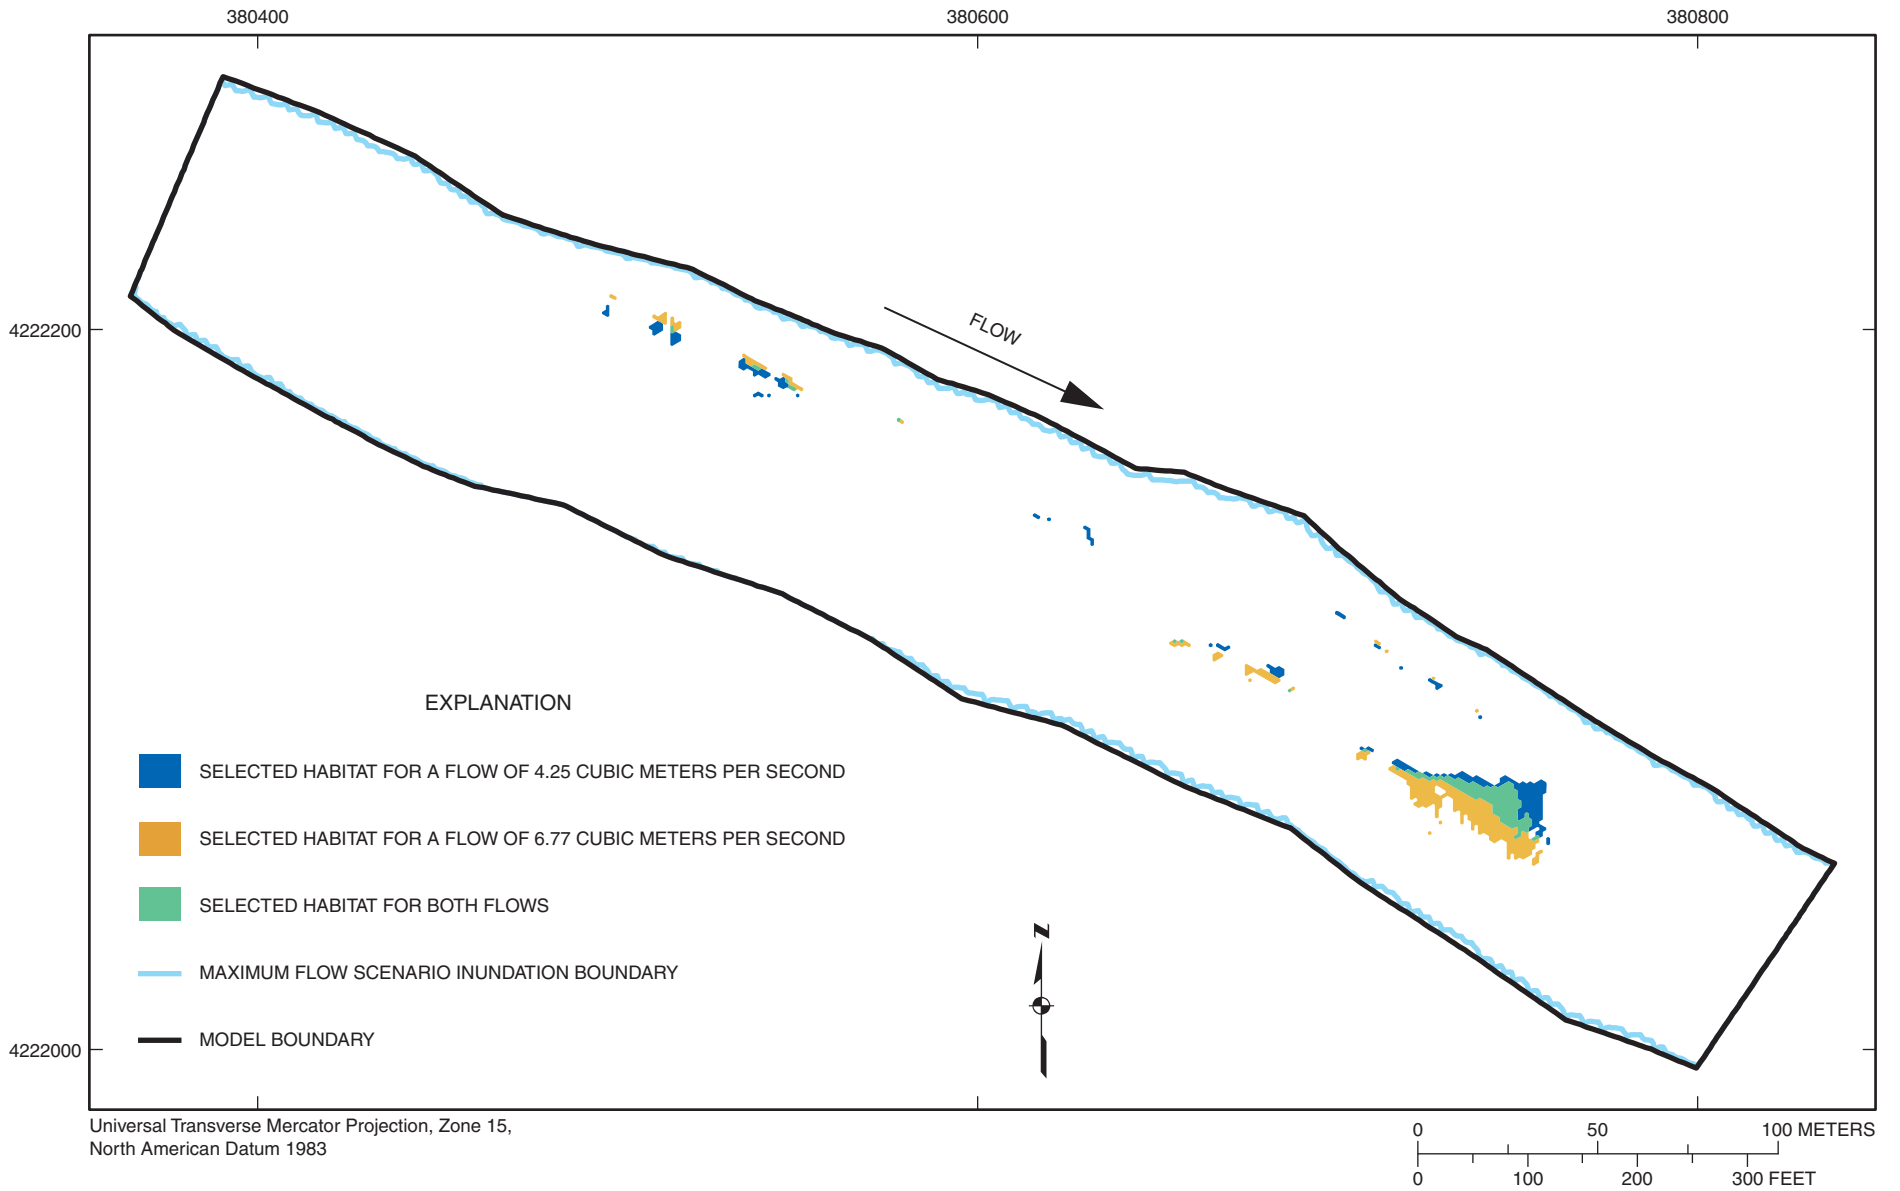 380400
380600
380800
4222200
FLOW
EXPLANATION
SELECTED HABITAT FOR A FLOW OF 4.25 CUBIC METERS PER SECOND
SELECTED HABITAT FOR A FLOW OF 6.77 CUBIC METERS PER SECOND
SELECTED HABITAT FOR BOTH FLOWS
MAXIMUM FLOW SCENARIO INUNDATION BOUNDARY
MODEL BOUNDARY
N
4222000
Universal Transverse Mercator Projection, Zone 15,
North American Datum 1983
0 50 100 METERS
0 100 200 300 FEET